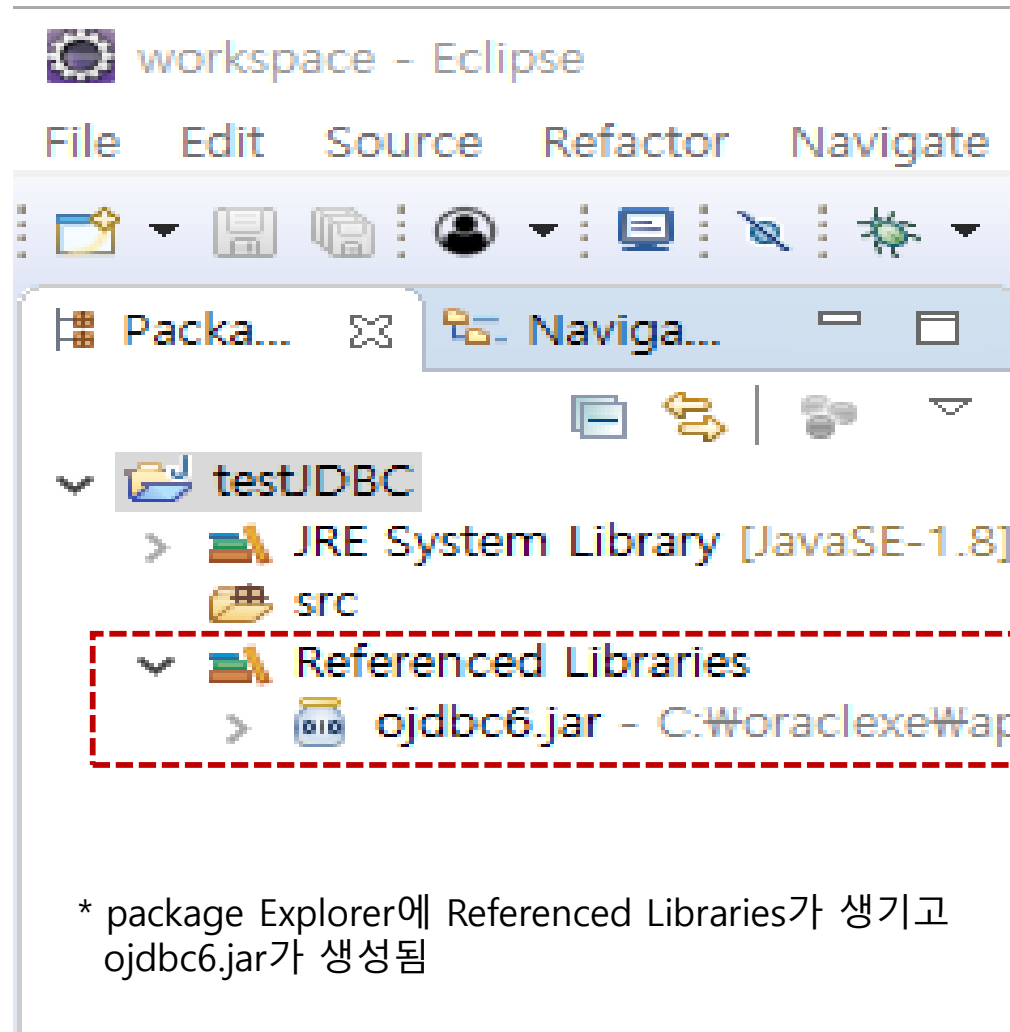 workspace - Eclipse
File Edit Source Refactor Navigate
Packa... Naviga...
testJDBC
JRE System Library [JavaSE-1.8]
src
Referenced Libraries
ojdbc6.jar - C:₩oraclexe₩ap
* package Explorer에 Referenced Libraries가 생기고
ojdbc6.jar가 생성됨